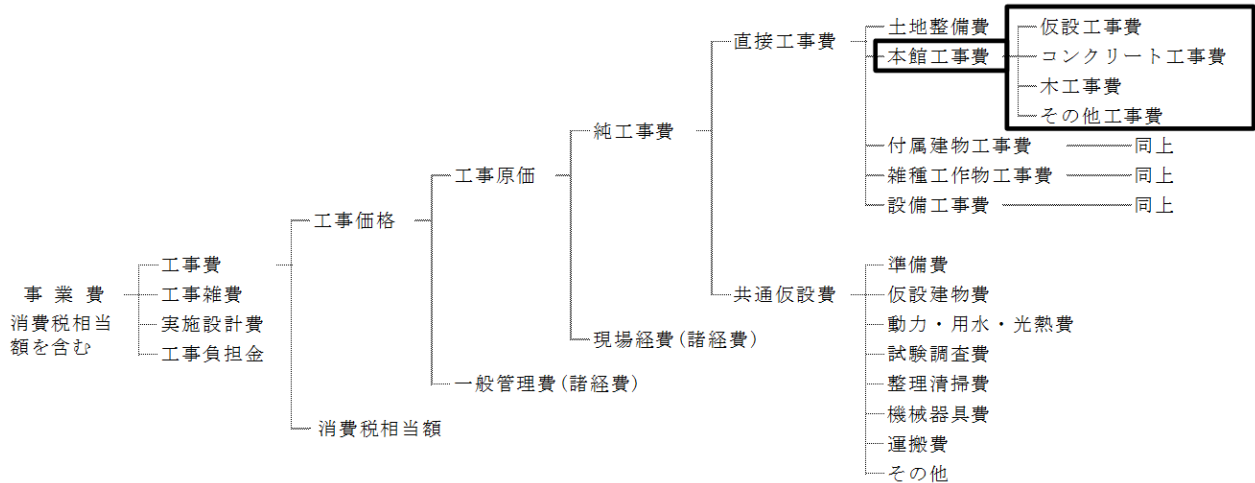 土地整備費
仮設工事費
直接工事費
本館工事費
コンクリート工事費
木工事費
その他工事費
純工事費
付属建物工事費
同上
工事原価
雑種工作物工事費
同上
設備工事費
同上
工事価格
工事費
準備費
事業費
工事雑費
共通仮設費
仮設建物費
消費税相当
額を含む
実施設計費
動力・用水・光熱費
現場経費(諸経費)
工事負担金
試験調査費
一般管理費(諸経費)
整理清掃費
消費税相当額
機械器具費
運搬費
その他